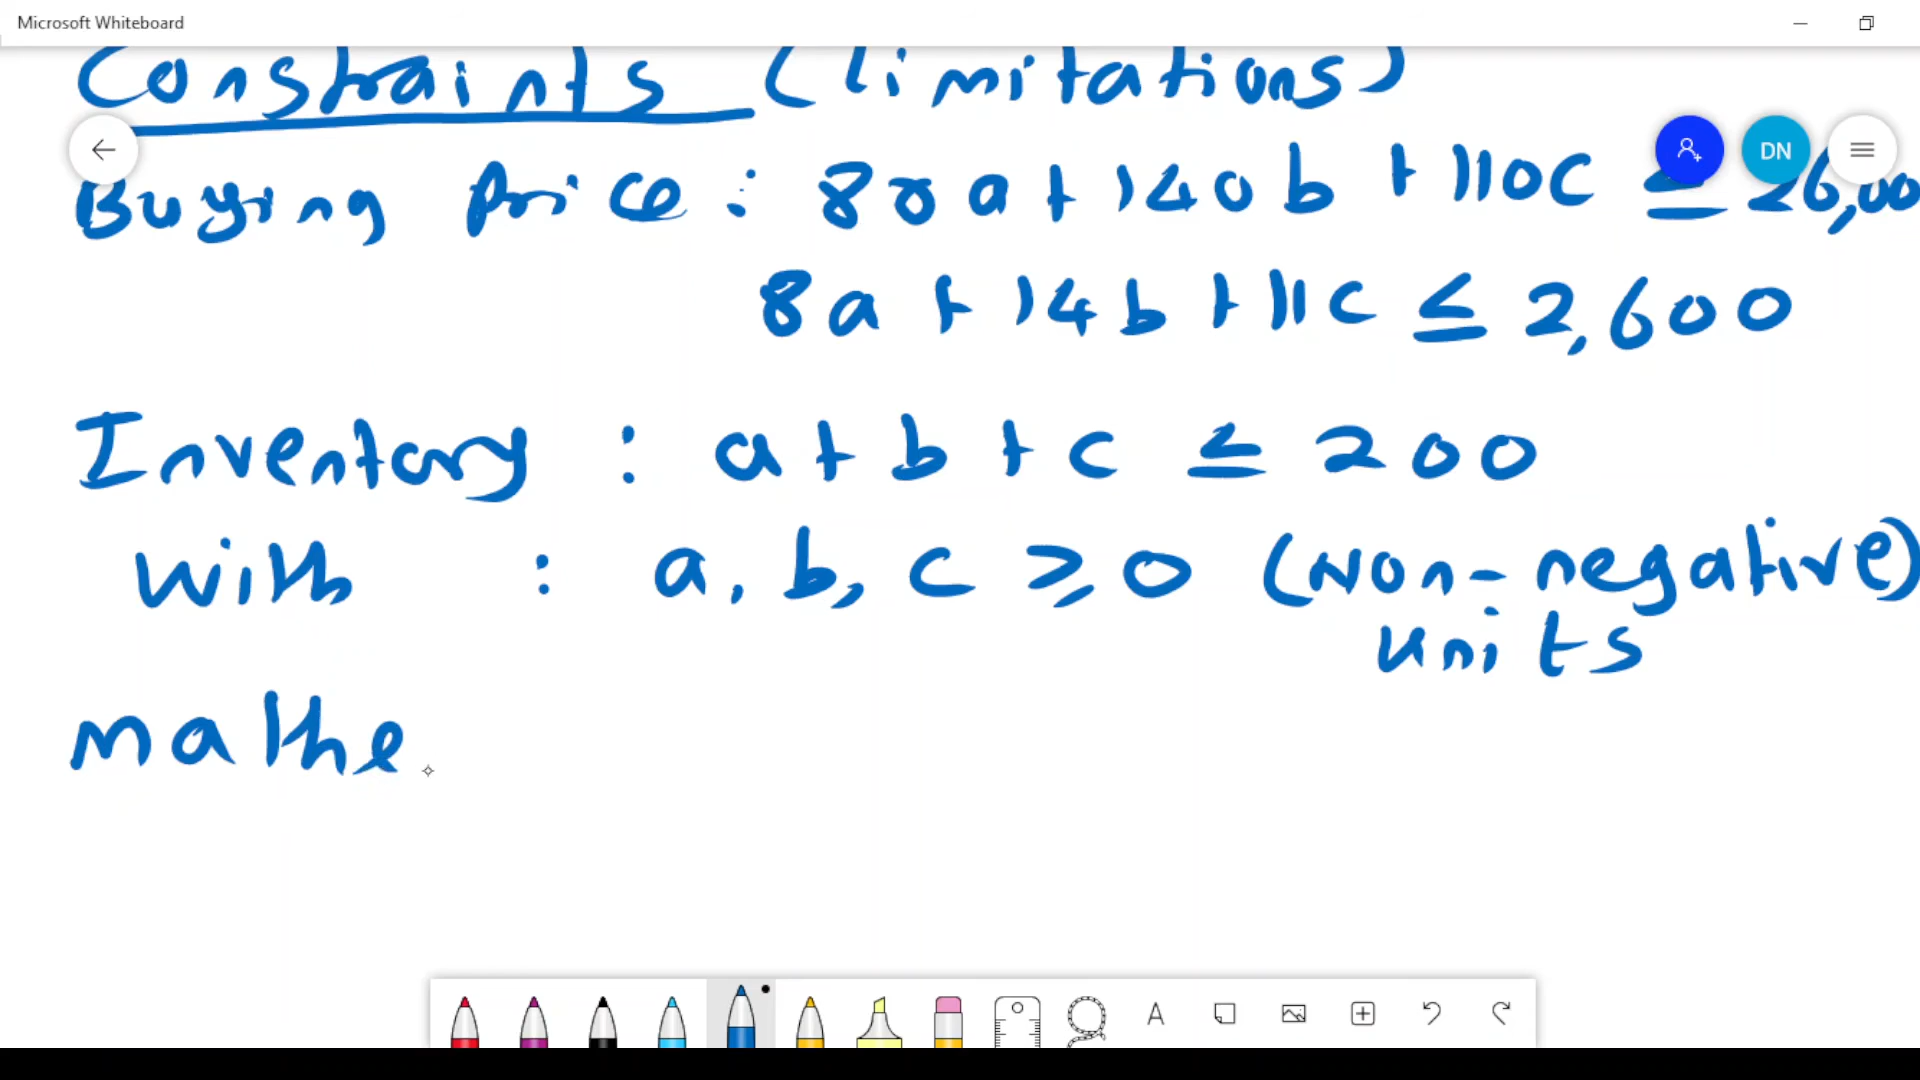 Microsoft Whiteboard
Constraints (limitations)
DN
Buying price : 80a + 140b + 110c ≤ 26,00
8a + 14b + 11c ≤ 2,600
Inventory : a + b + c ≤ 200
with : a, b, c ≥ 0 (Non-negative)
units
mathe
A